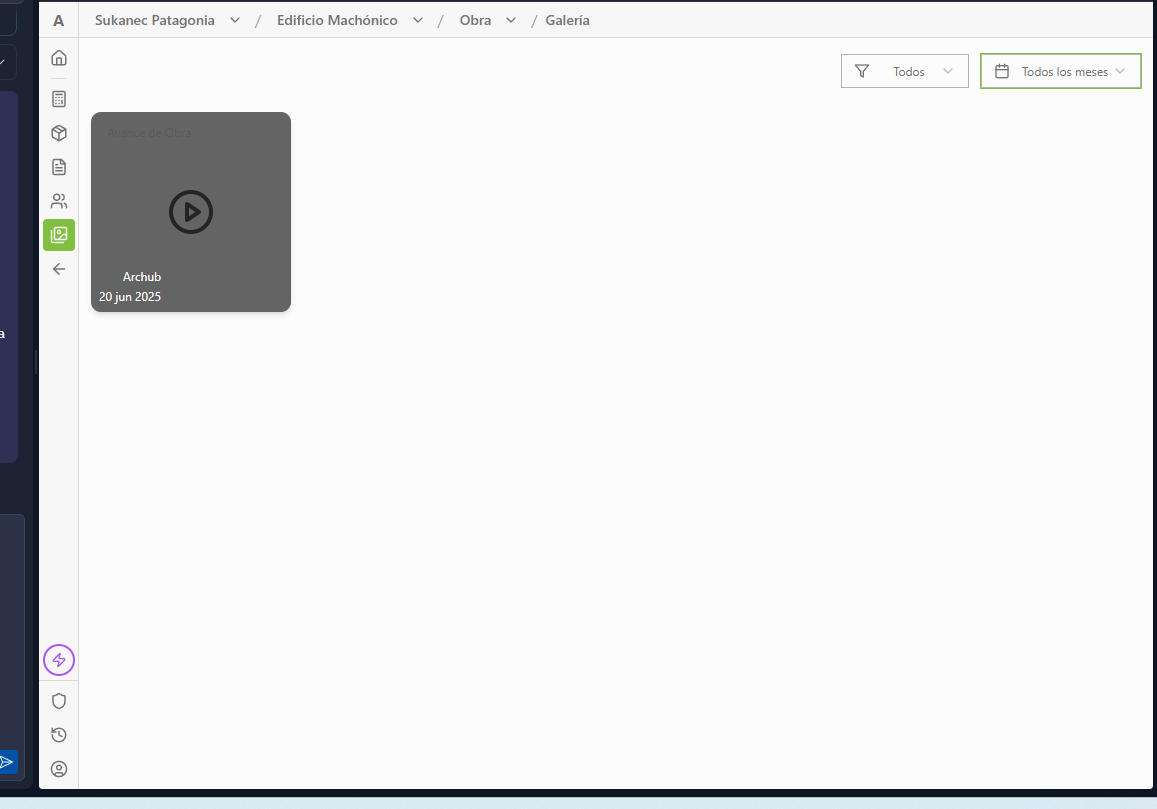 A Sukanec Patagonia / Edificio Machónico / Obra / Galería
Todos Todos los meses
Avance de Obra
Archub
20 jun 2025
a